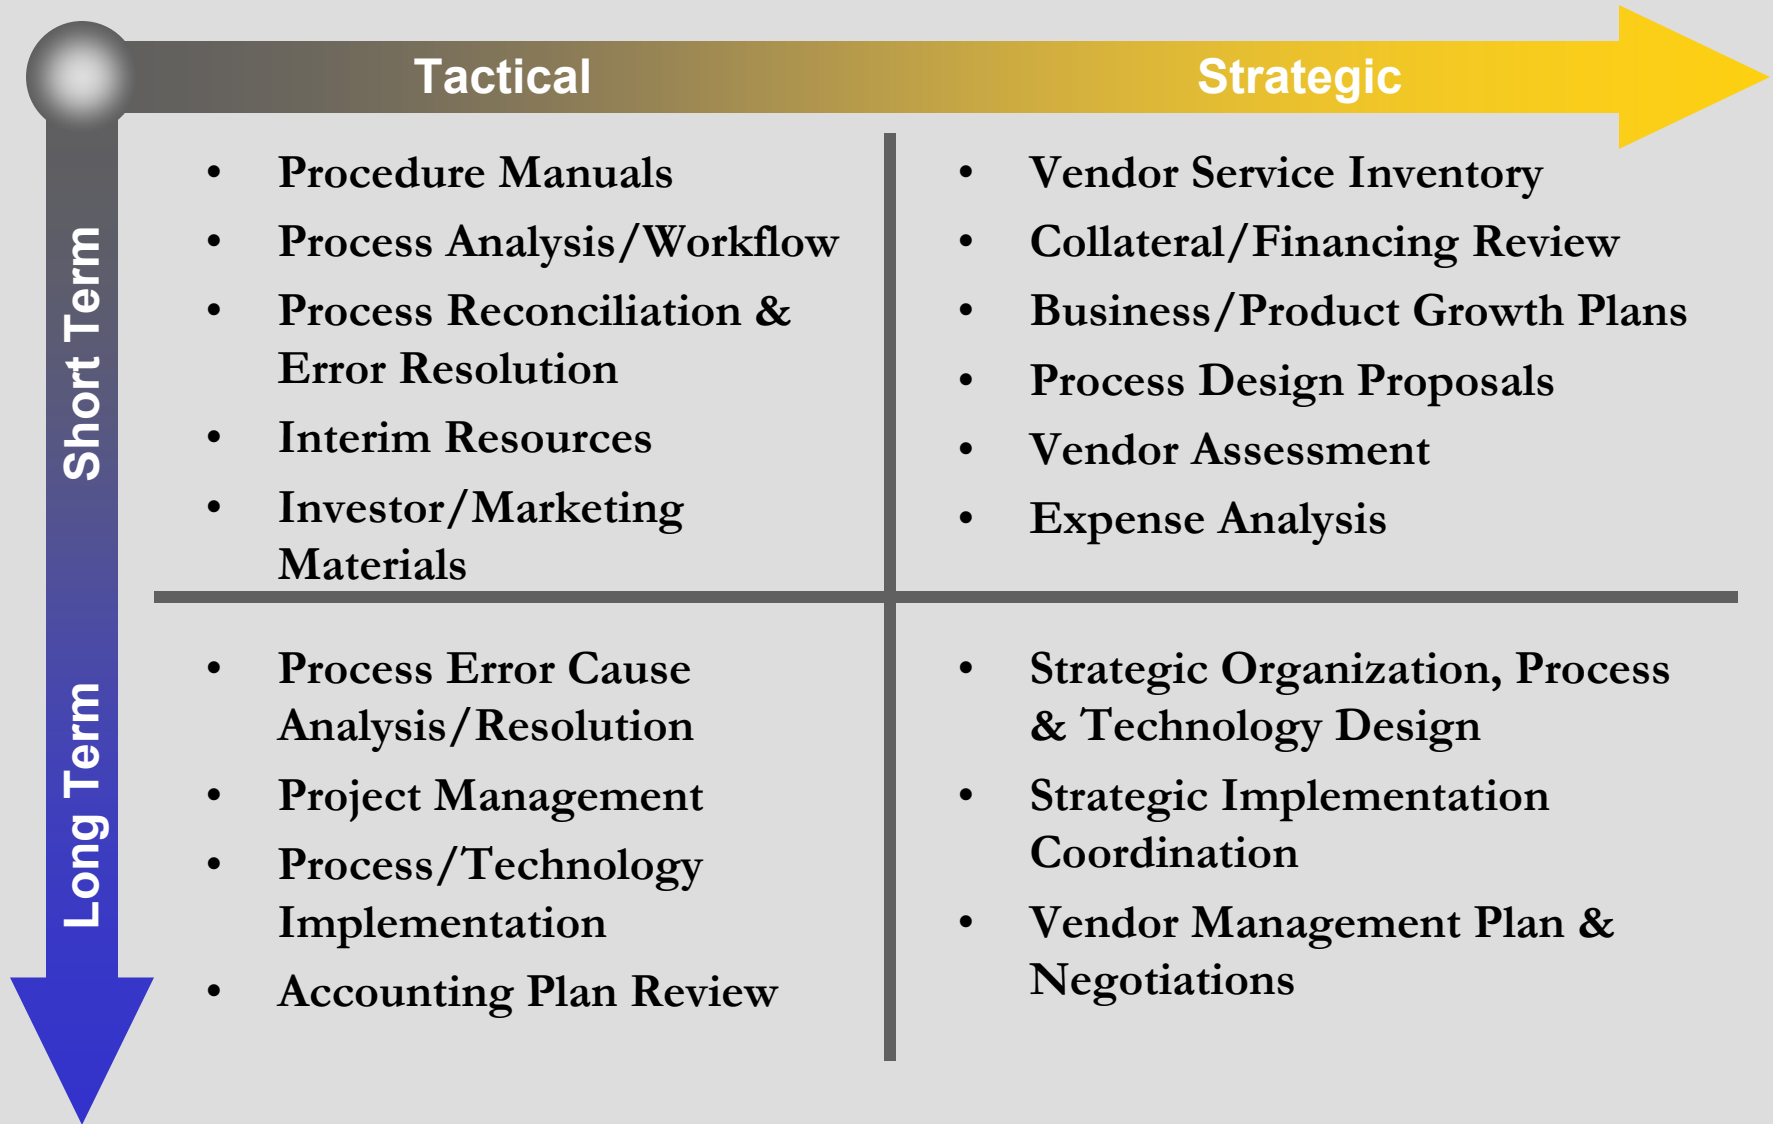 Tactical
Strategic
Short Term
• Procedure Manuals
• Process Analysis/Workflow
• Process Reconciliation &
Error Resolution
• Interim Resources
• Investor/Marketing
Materials
• Vendor Service Inventory
• Collateral/Financing Review
• Business/Product Growth Plans
• Process Design Proposals
• Vendor Assessment
• Expense Analysis
Long Term
• Process Error Cause
Analysis/Resolution
• Project Management
• Process/Technology
Implementation
• Accounting Plan Review
• Strategic Organization, Process
& Technology Design
• Strategic Implementation
Coordination
• Vendor Management Plan &
Negotiations